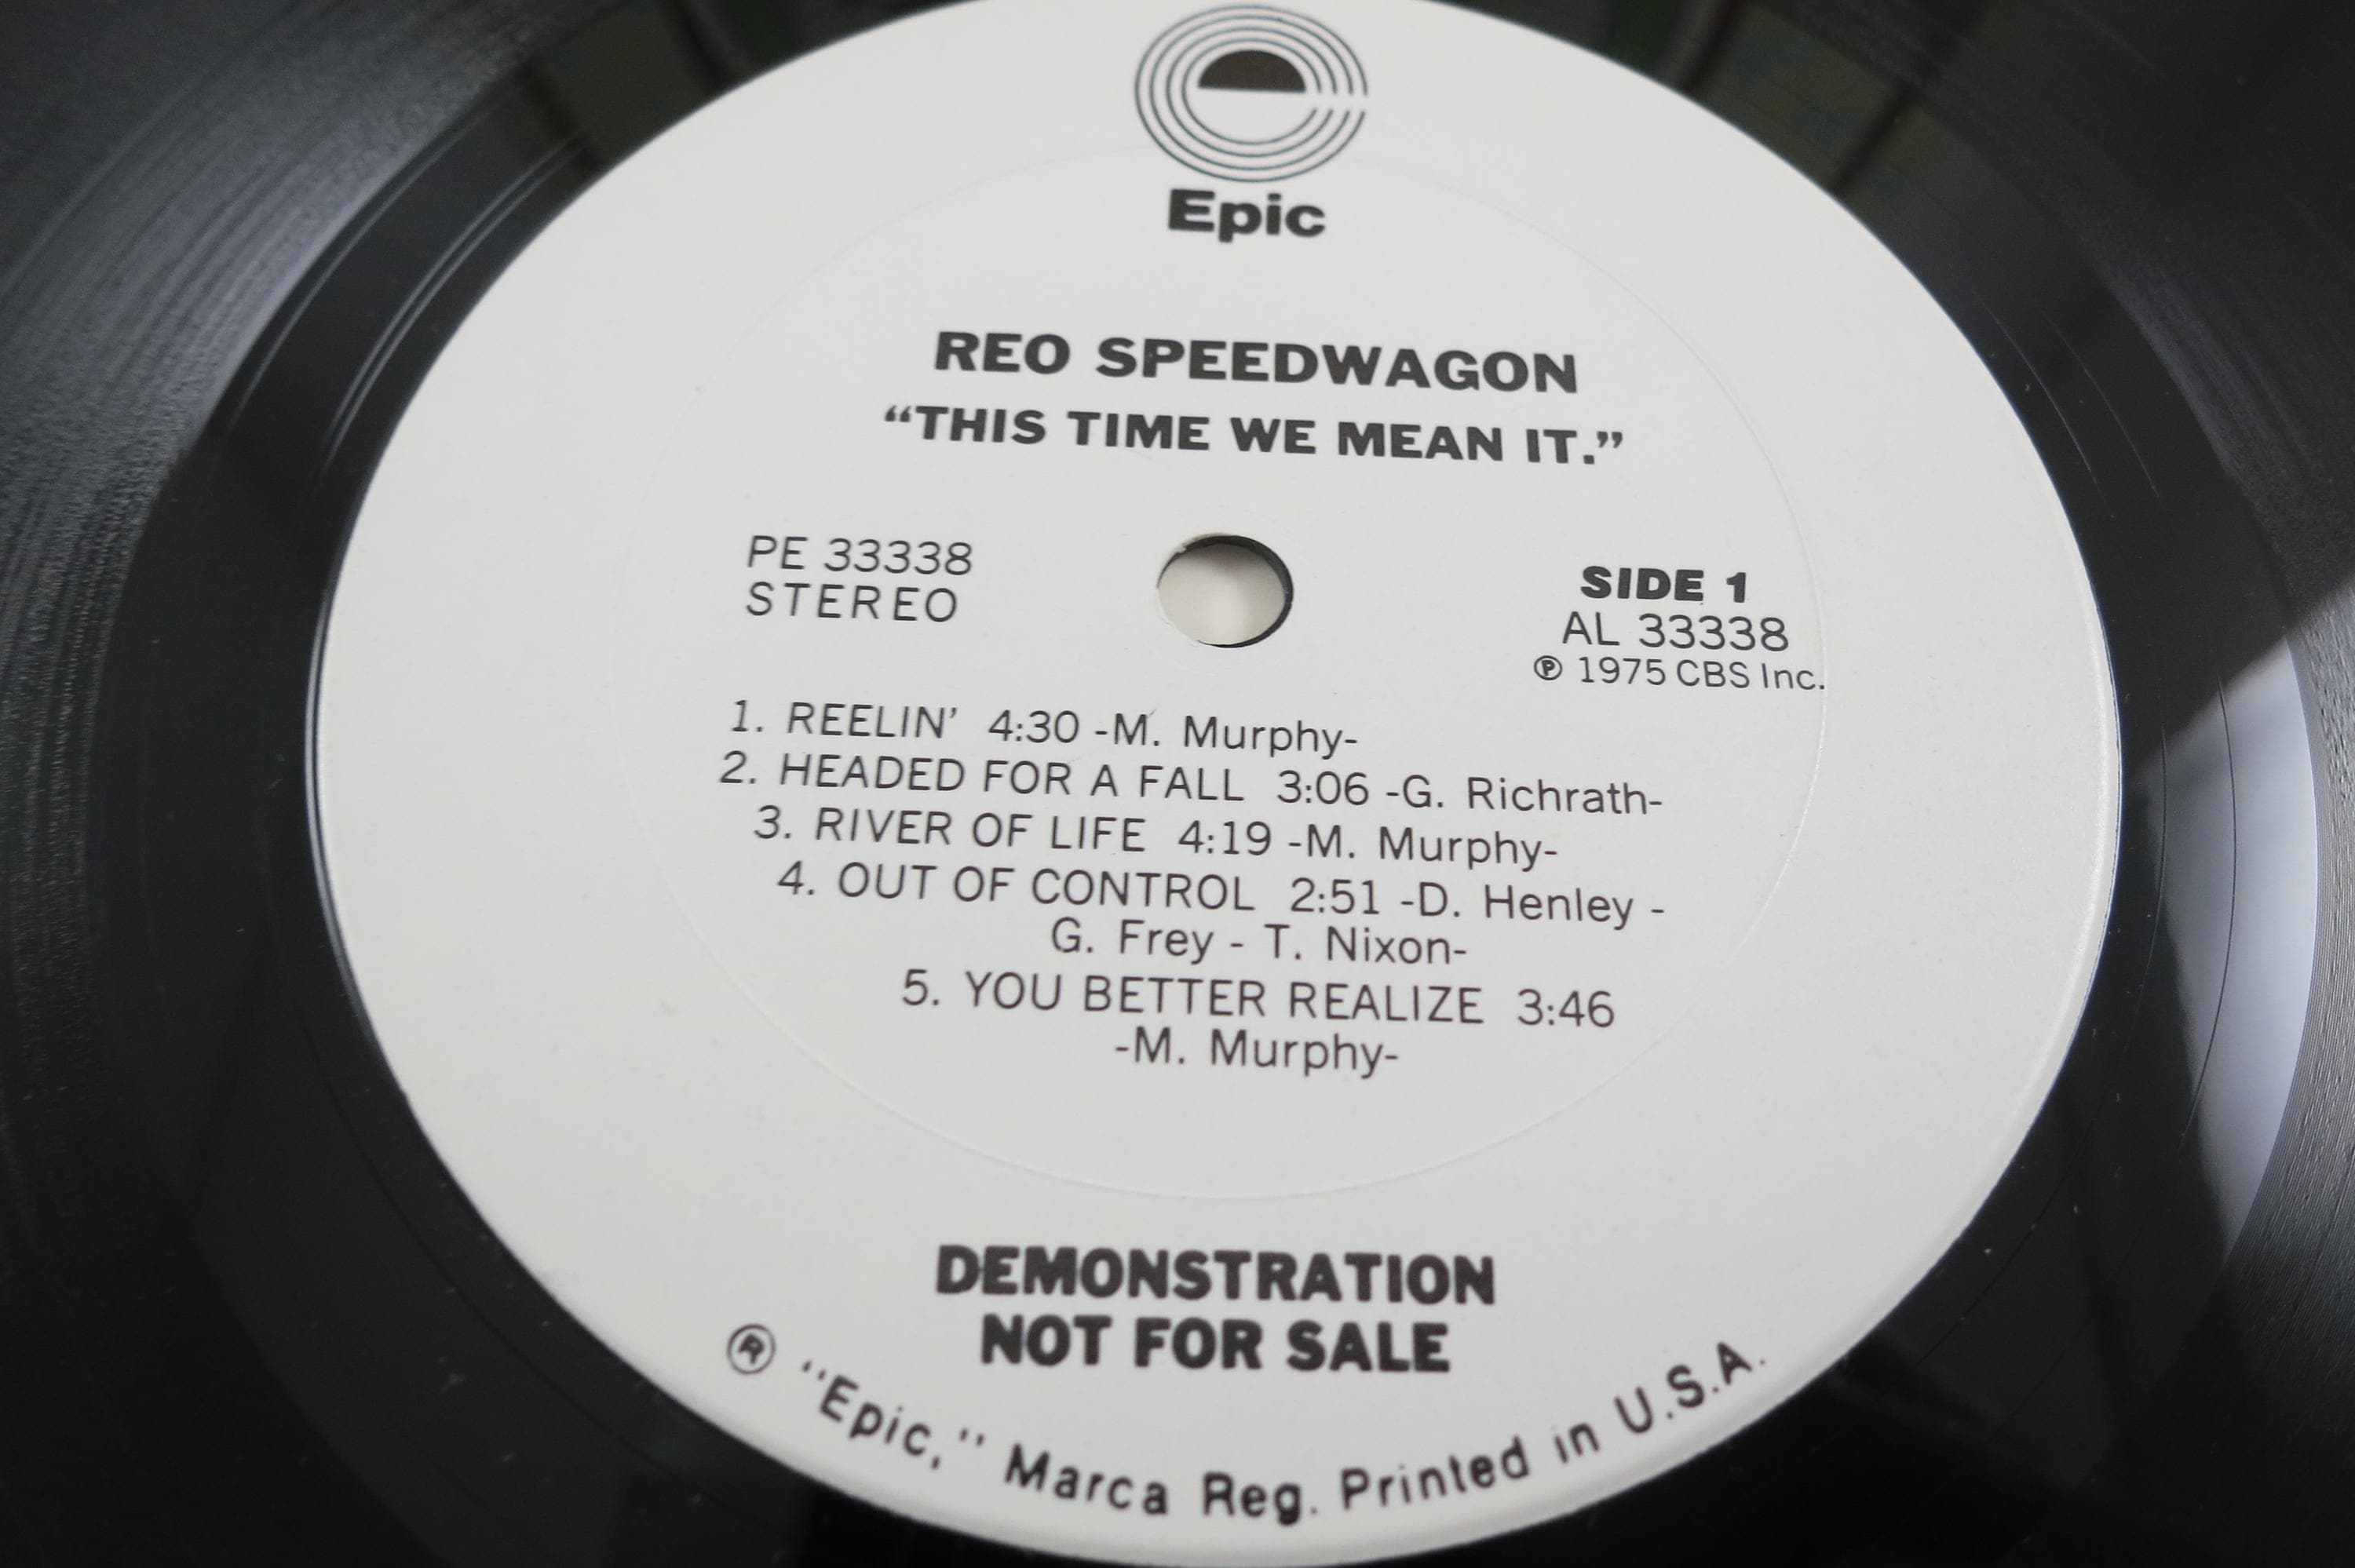 Epic
REO SPEEDWAGON
“THIS TIME WE MEAN IT.”
PE 33338
STEREO
SIDE 1
AL 33338
Ⓟ 1975 CBS Inc.
1. REELIN’ 4:30 -M. Murphy-
2. HEADED FOR A FALL 3:06 -G. Richrath-
3. RIVER OF LIFE 4:19 -M. Murphy-
4. OUT OF CONTROL 2:51 -D. Henley -
G. Frey - T. Nixon-
5. YOU BETTER REALIZE 3:46
-M. Murphy-
DEMONSTRATION
NOT FOR SALE
® "Epic," Marca Reg. Printed in U.S.A.